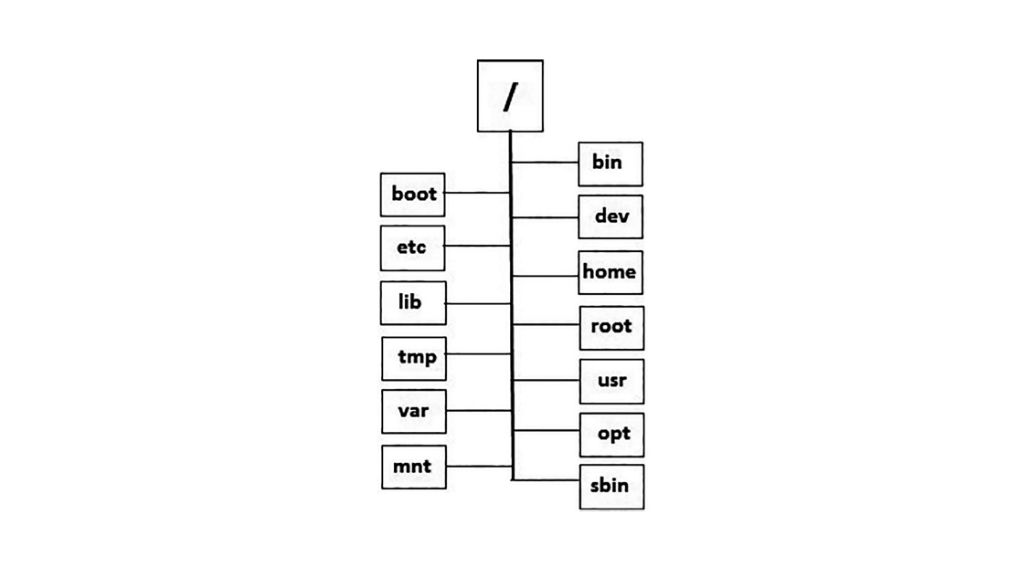 /
bin
boot
dev
etc
home
lib
root
tmp
usr
var
opt
mnt
sbin